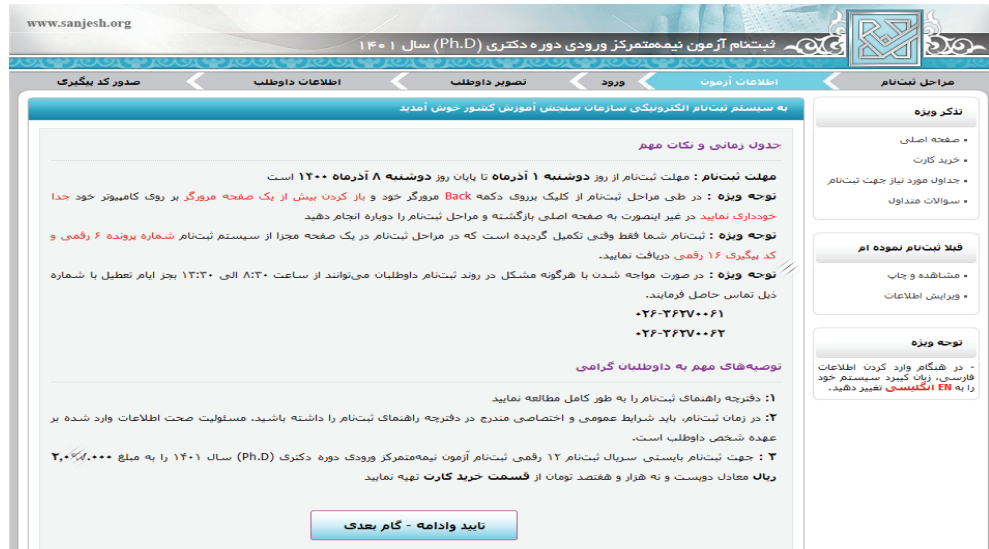 www.sanjesh.org
ثبت‌نام آزمون نیمه‌متمرکز ورودی دوره دکتری (Ph.D) سال ۱۴۰۱
مراحل ثبت‌نام
اطلاعات آزمون
ورود
تصویر داوطلب
اطلاعات داوطلب
صدور کد پیگیری
تذکر ویژه
صفحه اصلی
خرید کارت
جداول مورد نیاز جهت ثبت‌نام
سوالات متداول
قبلا ثبت‌نام نموده ام
مشاهده و چاپ
ویرایش اطلاعات
توجه ویژه
- در هنگام وارد کردن اطلاعات
فارسی، زبان کیبرد سیستم خود
را به EN انگلیسی تغییر دهید.
به سیستم ثبت‌نام الکترونیکی سازمان سنجش آموزش کشور خوش آمدید
جدول زمانی و نکات مهم
مهلت ثبت‌نام : مهلت ثبت‌نام از روز دوشنبه ۱ آذرماه تا پایان روز دوشنبه ۸ آذرماه ۱۴۰۰ است
توجه ویژه : در طی مراحل ثبت‌نام از کلیک برروی دکمه Back مرورگر خود و باز کردن بیش از یک صفحه مرورگر بر روی کامپیوتر خود جدا
خودداری نمایید در غیر اینصورت به صفحه اصلی بازگشته و مراحل ثبت‌نام را دوباره انجام دهید
توجه ویژه : ثبت‌نام شما فقط وقتی تکمیل گردیده است که در مراحل ثبت‌نام در یک صفحه مجزا از سیستم ثبت‌نام شماره پرونده ۶ رقمی و
کد پیگیری ۱۶ رقمی دریافت نمایید.
توجه ویژه : در صورت مواجه شدن با هرگونه مشکل در روند ثبت‌نام داوطلبان می‌توانند از ساعت ۸:۳۰ الی ۱۳:۳۰ بجز ایام تعطیل با شماره
ذیل تماس حاصل فرمایند.
۰۲۶-۳۶۲۷۰۰۶۱
۰۲۶-۳۶۲۷۰۰۶۲
توصیه‌های مهم به داوطلبان گرامی
۱: دفترچه راهنمای ثبت‌نام را به طور کامل مطالعه نمایید
۲: در زمان ثبت‌نام، باید شرایط عمومی و اختصاصی مندرج در دفترچه راهنمای ثبت‌نام را داشته باشید. مسئولیت صحت اطلاعات وارد شده بر
عهده شخص داوطلب است.
۳ : جهت ثبت‌نام بایستی سریال ثبت‌نام ۱۲ رقمی ثبت‌نام آزمون نیمه‌متمرکز ورودی دوره دکتری (Ph.D) سال ۱۴۰۱ را به مبلغ
ریال معادل دویست و نه هزار و هفتصد تومان از قسمت خرید کارت تهیه نمایید
تایید وادامه - گام بعدی